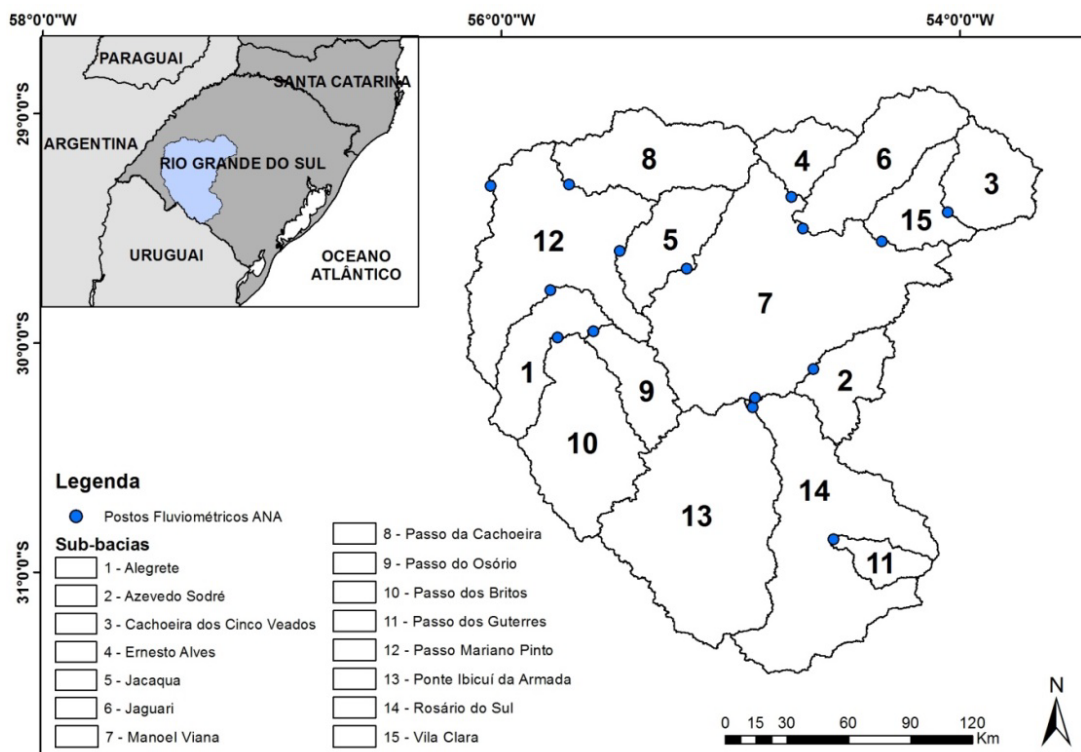 58°0'0"W
56°0'0"W
54°0'0"W
29°0'0"S
30°0'0"S
31°0'0"S
PARAGUAI
SANTA CATARINA
ARGENTINA
RIO GRANDE DO SUL
URUGUAI
OCEANO
ATLÂNTICO
8
4
6
3
15
12
5
7
1
9
2
10
13
14
11
Legenda
Postos Fluviométricos ANA
Sub-bacias
1 - Alegrete
2 - Azevedo Sodré
3 - Cachoeira dos Cinco Veados
4 - Ernesto Alves
5 - Jacaqua
6 - Jaguari
7 - Manoel Viana
8 - Passo da Cachoeira
9 - Passo do Osório
10 - Passo dos Britos
11 - Passo dos Guterres
12 - Passo Mariano Pinto
13 - Ponte Ibicuí da Armada
14 - Rosário do Sul
15 - Vila Clara
0 15 30 60 90 120
Km
N